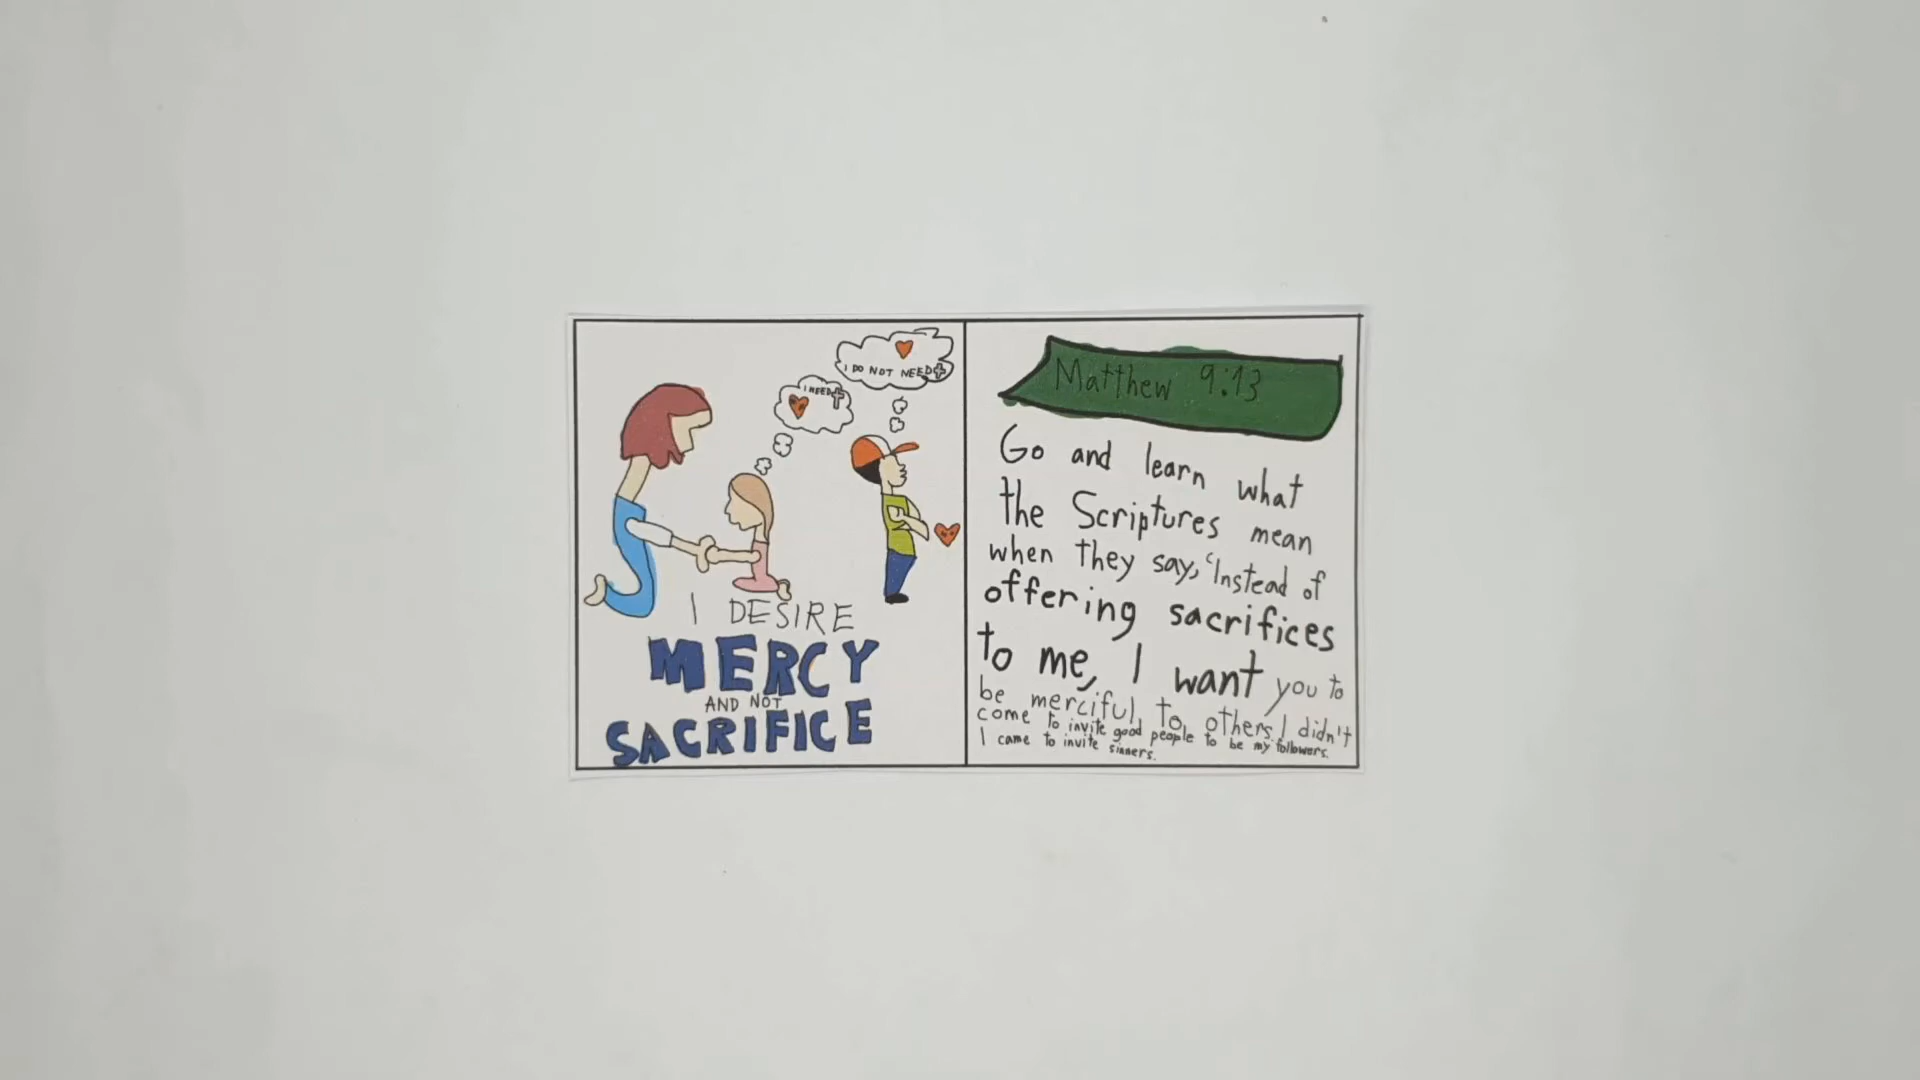 I DO NOT NEED
I NEED
I DESIRE
MERCY
AND NOT
SACRIFICE
Matthew 9:13
Go and learn what
the Scriptures mean
when they say, 'Instead of
offering sacrifices
to me, I want you to
be merciful to others. I didn't
come to invite good people to be my followers.
I came to invite sinners.